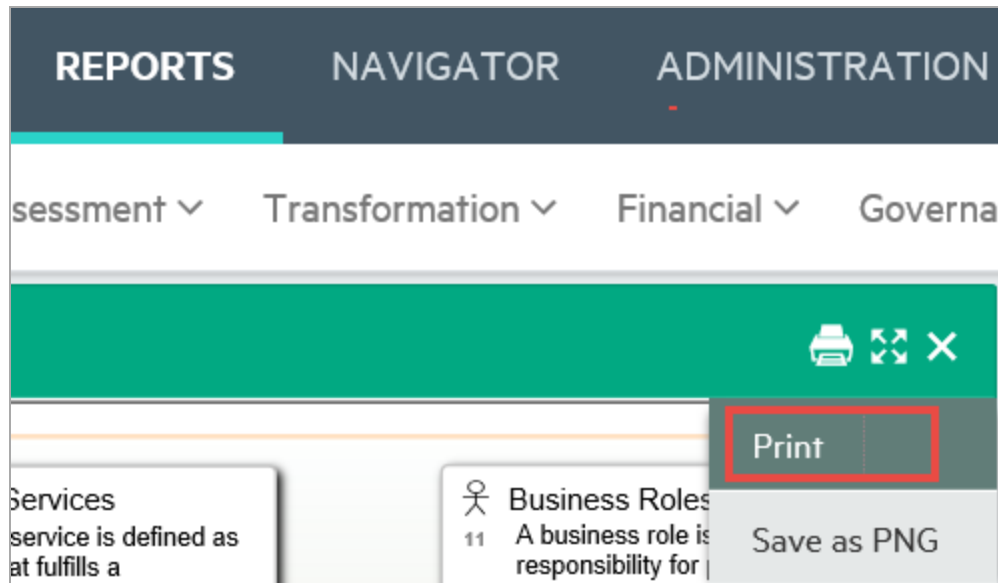 REPORTS NAVIGATOR ADMINISTRATION
sessment Transformation Financial Governa
Print
Services
service is defined as
at fulfills a
Business Roles
11 A business role is
responsibility for
Save as PNG